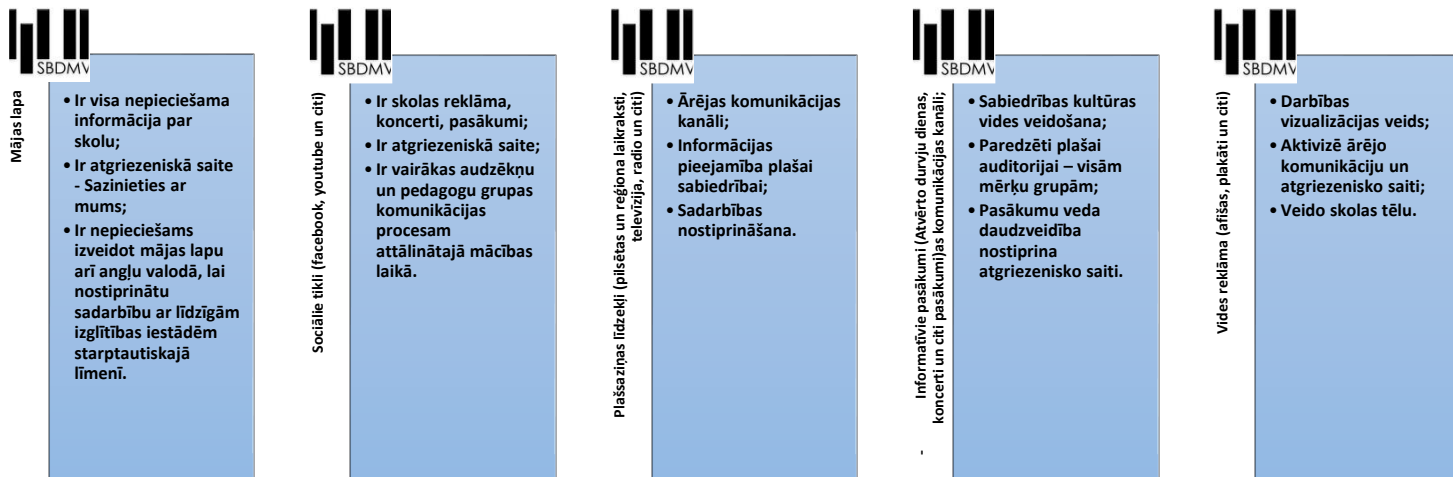 SBDMV
Mājas lapa
• Ir visa nepieciešama
informācija par
skolu;
• Ir atgriezeniskā saite
- Sazinieties ar
mums;
• Ir nepieciešams
izveidot mājas lapu
arī angļu valodā, lai
nostiprinātu
sadarbību ar līdzīgām
izglītības iestādēm
starptautiskajā
līmenī.
SBDMV
Sociālie tikli (facebook, youtube un citi)
• Ir skolas reklāma,
koncerti, pasākumi;
• Ir atgriezeniskā saite;
• Ir vairākas audzēkņu
un pedagogu grupas
komunikācijas
procesam
attālinātajā mācības
laikā.
SBDMV
Plašsaziņas līdzekļi (pilsētas un reģiona laikraksti,
televīzija, radio un citi)
• Ārējas komunikācijas
kanāli;
• Informācijas
pieejamība plašai
sabiedrībai;
• Sadarbības
nostiprināšana.
SBDMV
- Informatīvie pasākumi (Atvērto durvju dienas,
koncerti un citi pasākumi)as komunikācijas kanāli;
• Sabiedrības kultūras
vides veidošana;
• Paredzēti plašai
auditorijai – visām
mērķu grupām;
• Pasākumu veda
daudzveidība
nostiprina
atgriezenisko saiti.
SBDMV
Vides reklāma (afišas, plakāti un citi)
• Darbības
vizualizācijas veids;
• Aktivizē ārējo
komunikāciju un
atgriezenisko saiti;
• Veido skolas tēlu.